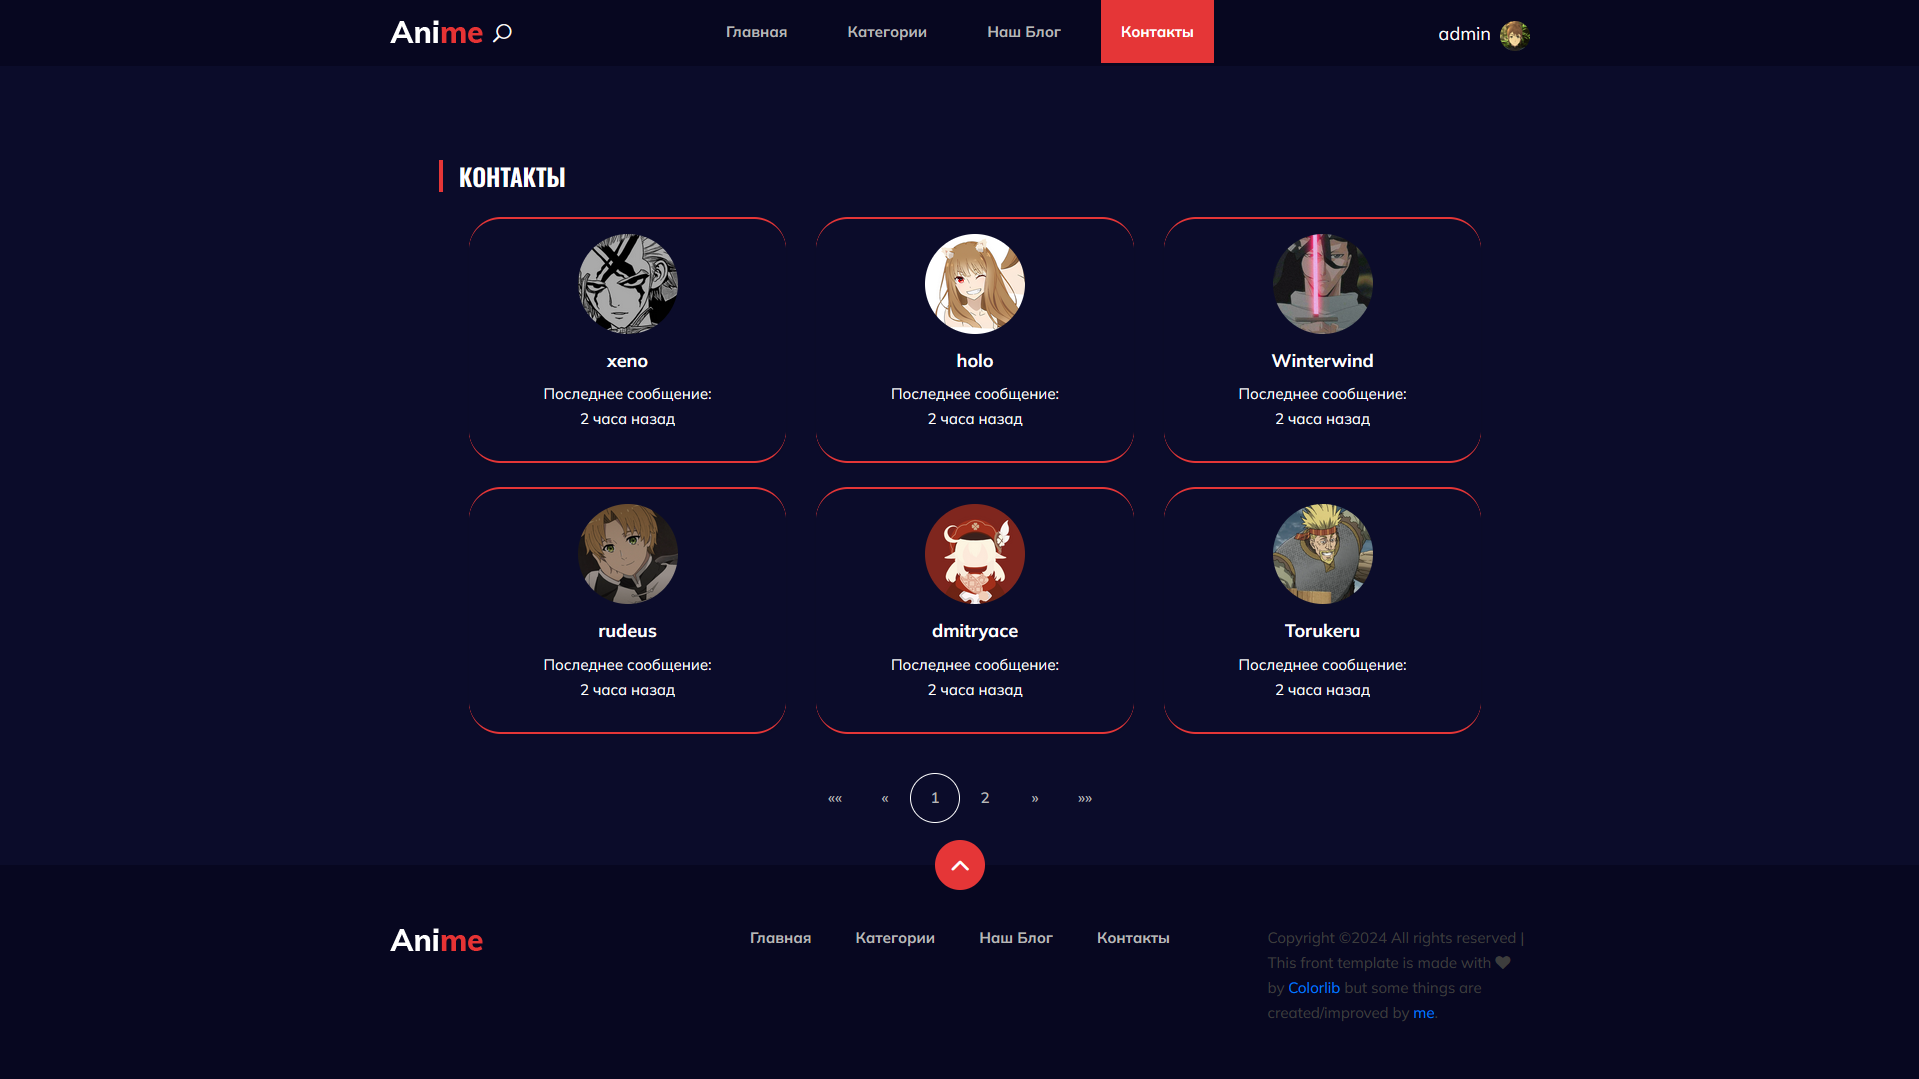 Anime
Главная Категории Наш Блог Контакты
admin
КОНТАКТЫ
xeno
Последнее сообщение:
2 часа назад
holo
Последнее сообщение:
2 часа назад
Winterwind
Последнее сообщение:
2 часа назад
rudeus
Последнее сообщение:
2 часа назад
dmitryace
Последнее сообщение:
2 часа назад
Torukeru
Последнее сообщение:
2 часа назад
«« « 1 2 » »»
Anime
Главная Категории Наш Блог Контакты
Copyright ©2024 All rights reserved |
This front template is made with ♥
by Colorlib but some things are
created/improved by me.